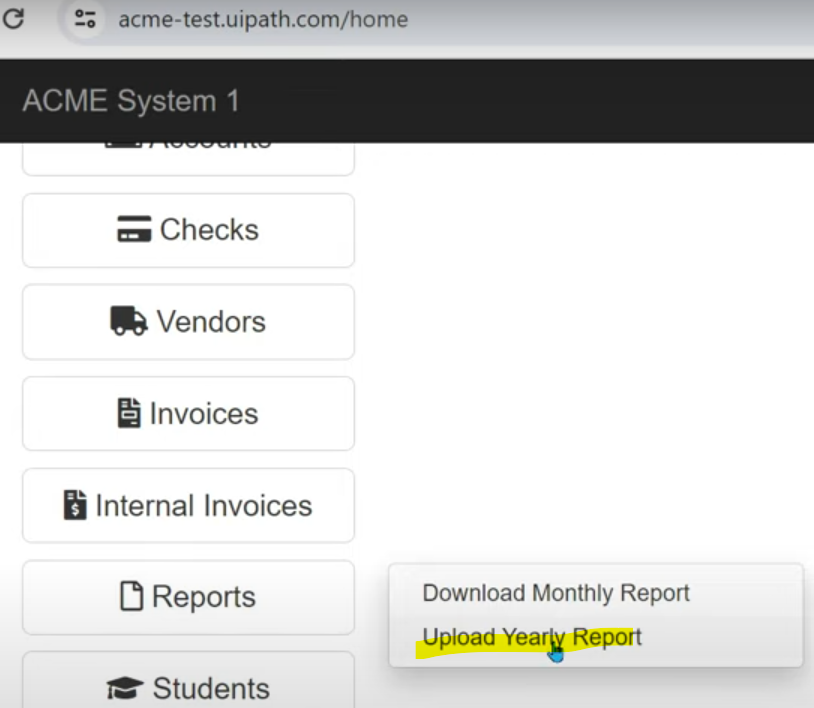 acme-test.uipath.com/home
ACME System 1
Accounts
Checks
Vendors
Invoices
Internal Invoices
Reports
Download Monthly Report
Upload Yearly Report
Students